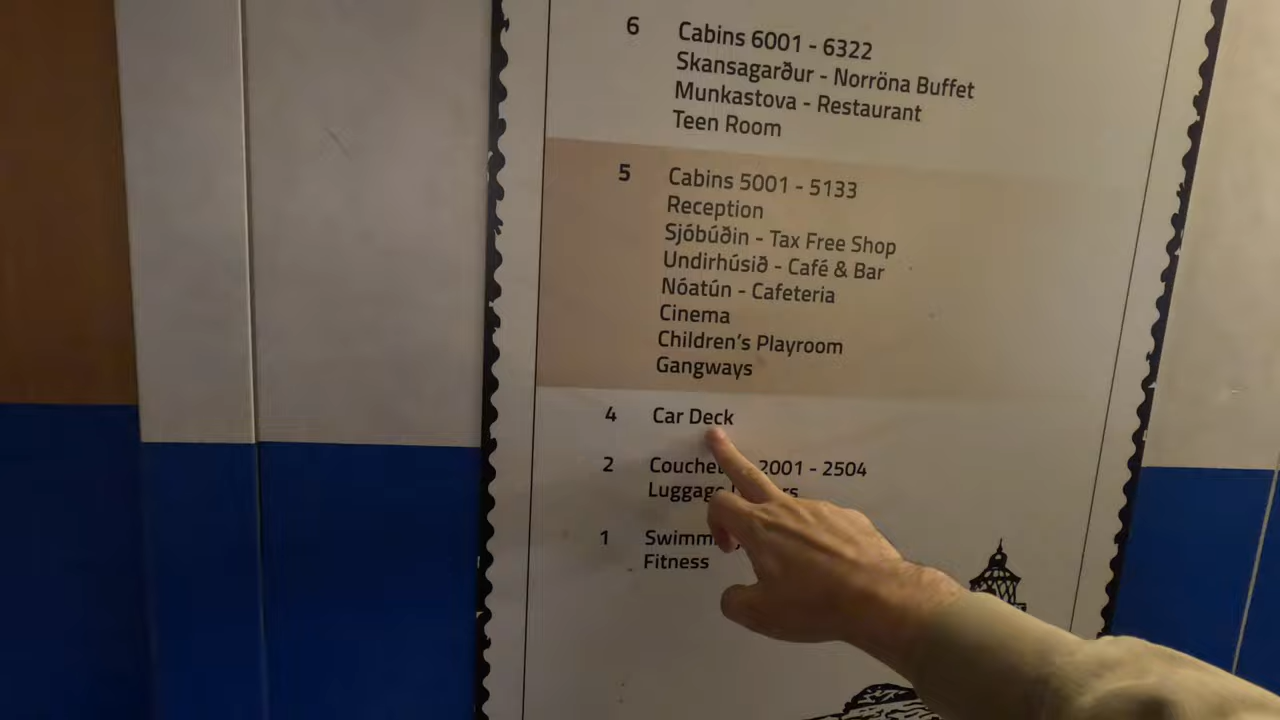 6 Cabins 6001 - 6322
Skansagarður - Norröna Buffet
Munkastova - Restaurant
Teen Room
5 Cabins 5001 - 5133
Reception
Sjóbúðin - Tax Free Shop
Undirhúsið - Café & Bar
Nóatún - Cafeteria
Cinema
Children's Playroom
Gangways
4 Car Deck
2 2001 - 2504
Luggage
1
Fitness